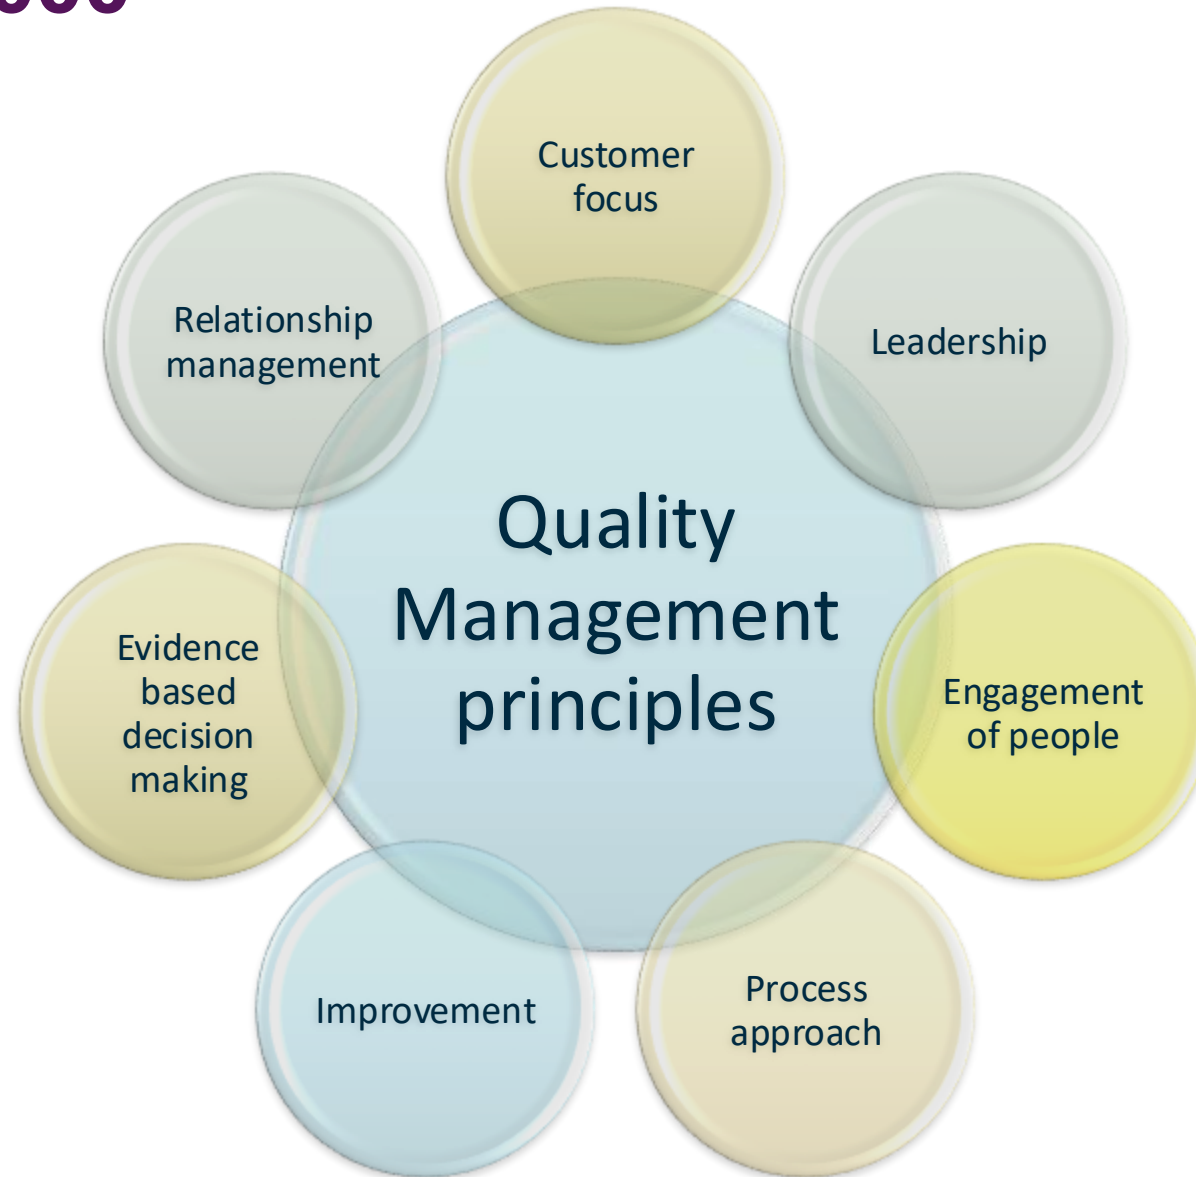 Customer
focus
Leadership
Engagement
of people
Process
approach
Improvement
Evidence
based
decision
making
Relationship
management
Quality
Management
principles